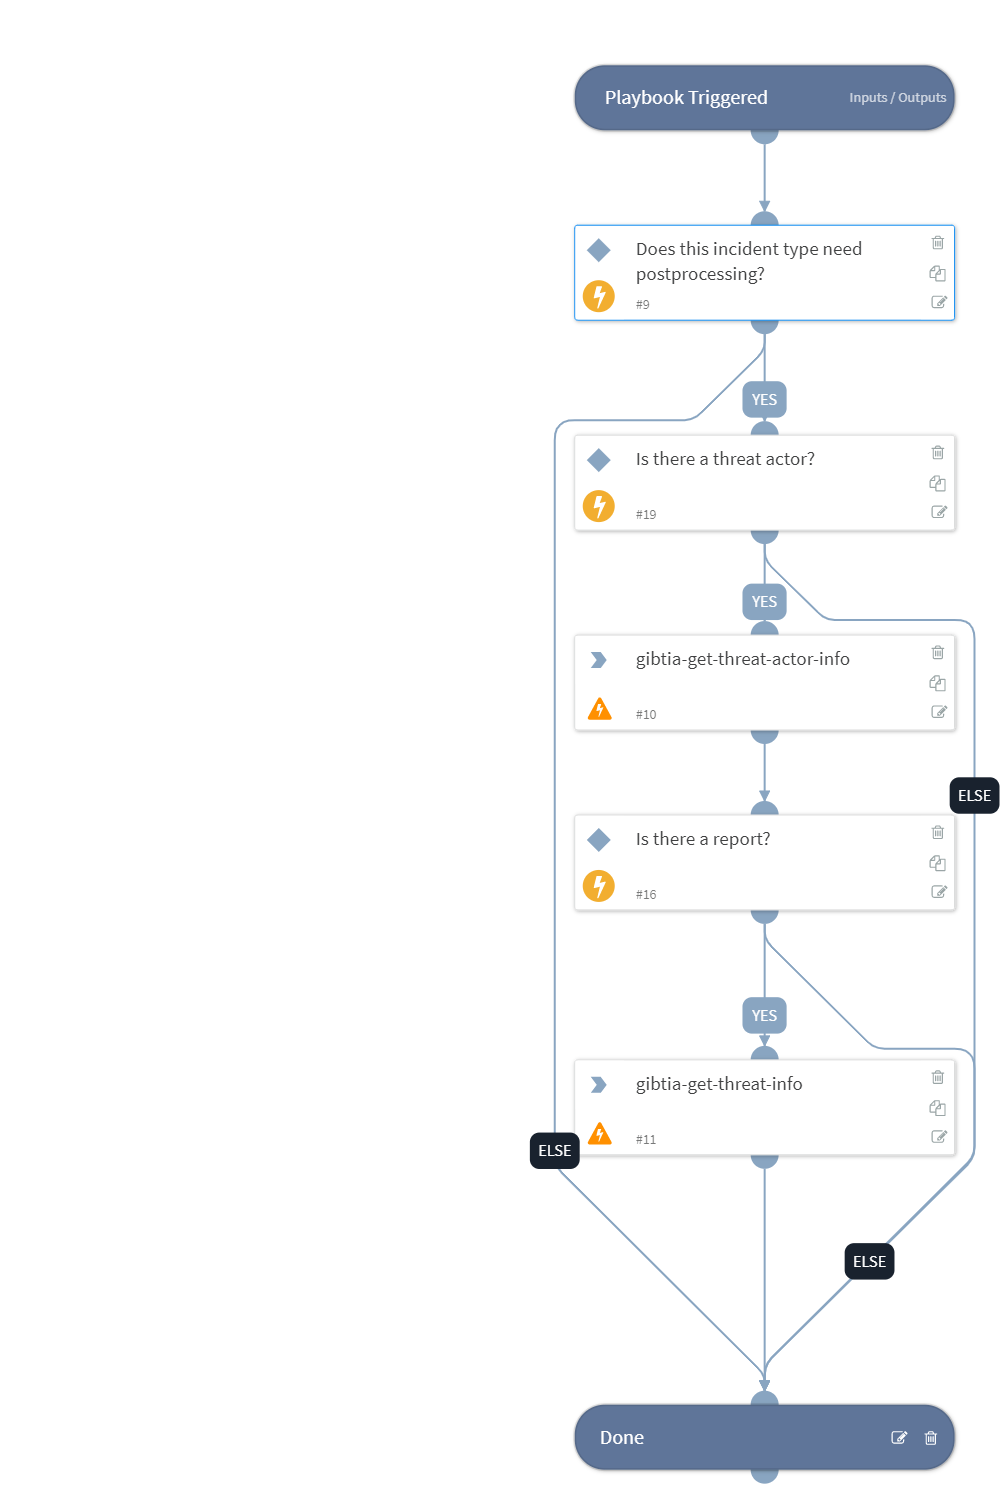 Playbook Triggered
Inputs / Outputs
Does this incident type need
postprocessing?
#9
YES
Is there a threat actor?
#19
YES
gibtia-get-threat-actor-info
#10
ELSE
Is there a report?
#16
YES
gibtia-get-threat-info
#11
ELSE
ELSE
Done